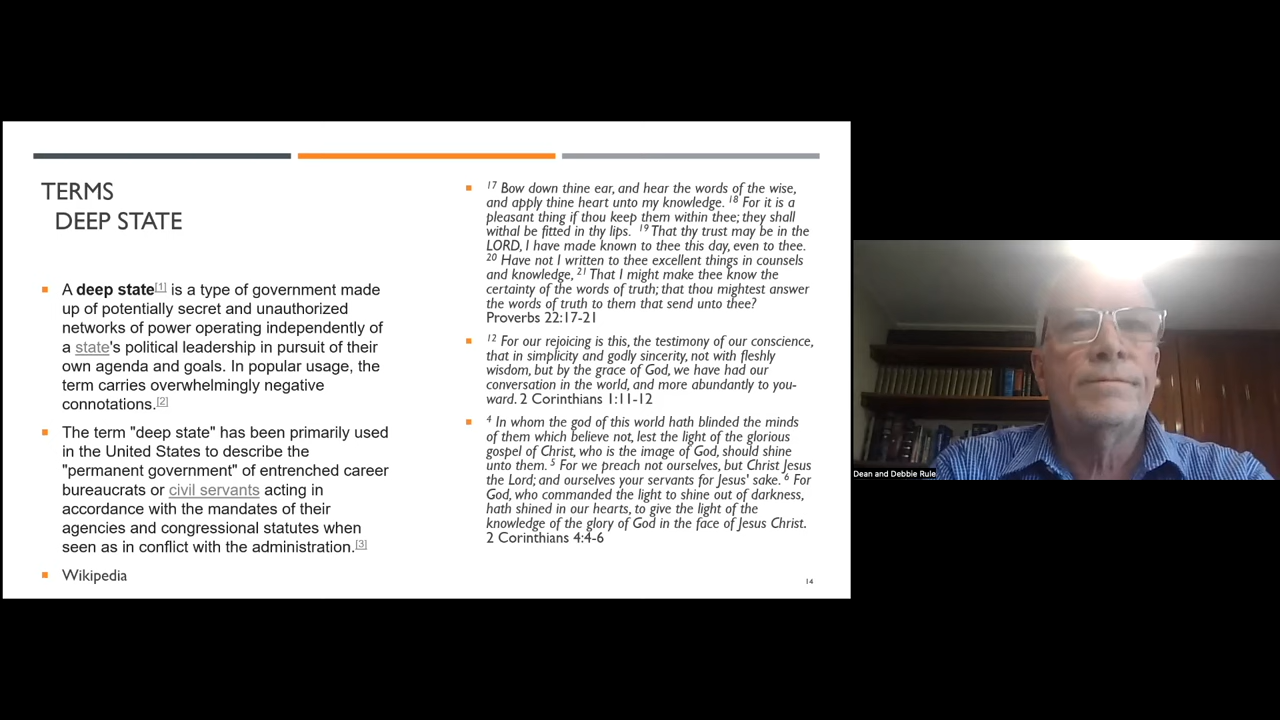 TERMS
DEEP STATE
A deep state[1] is a type of government made
up of potentially secret and unauthorized
networks of power operating independently of
a state's political leadership in pursuit of their
own agenda and goals. In popular usage, the
term carries overwhelmingly negative
connotations.[2]
The term "deep state" has been primarily used
in the United States to describe the
"permanent government" of entrenched career
bureaucrats or civil servants acting in
accordance with the mandates of their
agencies and congressional statutes when
seen as in conflict with the administration.[3]
Wikipedia
17 Bow down thine ear, and hear the words of the wise,
and apply thine heart unto my knowledge. 18 For it is a
pleasant thing if thou keep them within thee; they shall
withal be fitted in thy lips. 19 That thy trust may be in the
LORD, I have made known to thee this day, even to thee.
20 Have not I written to thee excellent things in counsels
and knowledge, 21 That I might make thee know the
certainty of the words of truth; that thou mightest answer
the words of truth to them that send unto thee?
Proverbs 22:17-21
12 For our rejoicing is this, the testimony of our conscience,
that in simplicity and godly sincerity, not with fleshly
wisdom, but by the grace of God, we have had our
conversation in the world, and more abundantly to you-
ward. 2 Corinthians 1:11-12
4 In whom the god of this world hath blinded the minds
of them which believe not, lest the light of the glorious
gospel of Christ, who is the image of God, should shine
unto them. 5 For we preach not ourselves, but Christ Jesus
the Lord; and ourselves your servants for Jesus' sake. 6 For
God, who commanded the light to shine out of darkness,
hath shined in our hearts, to give the light of the
knowledge of the glory of God in the face of Jesus Christ.
2 Corinthians 4:4-6
14
Dean and Debbie Rule